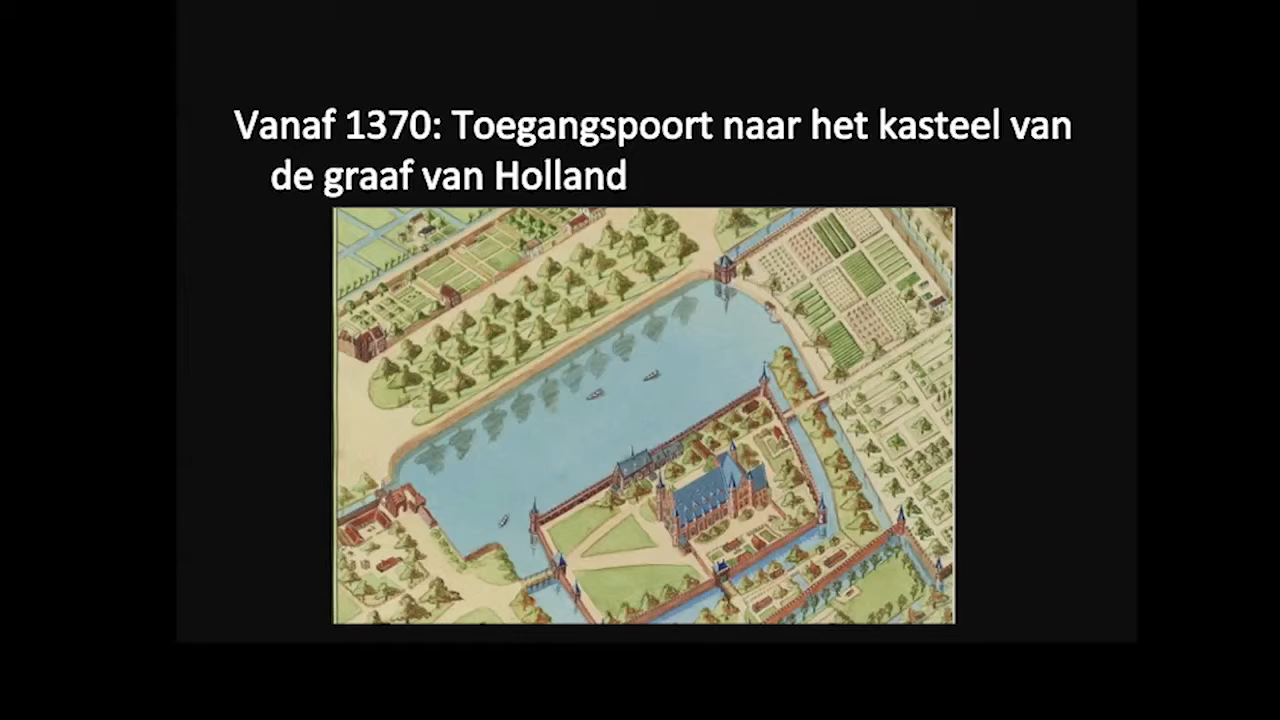 Vanaf 1370: Toegangspoort naar het kasteel van
de graaf van Holland